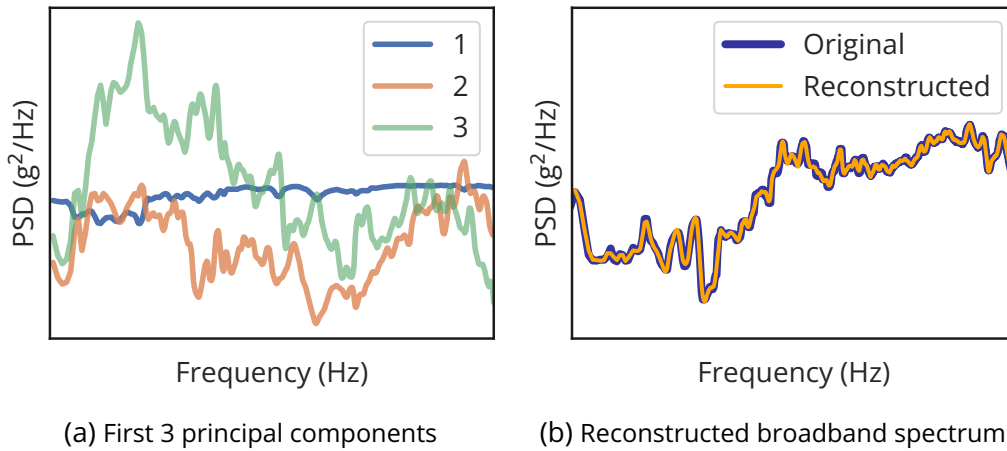 PSD (g²/Hz)
1
2
3
Frequency (Hz)
(a) First 3 principal components
PSD (g²/Hz)
Original
Reconstructed
Frequency (Hz)
(b) Reconstructed broadband spectrum